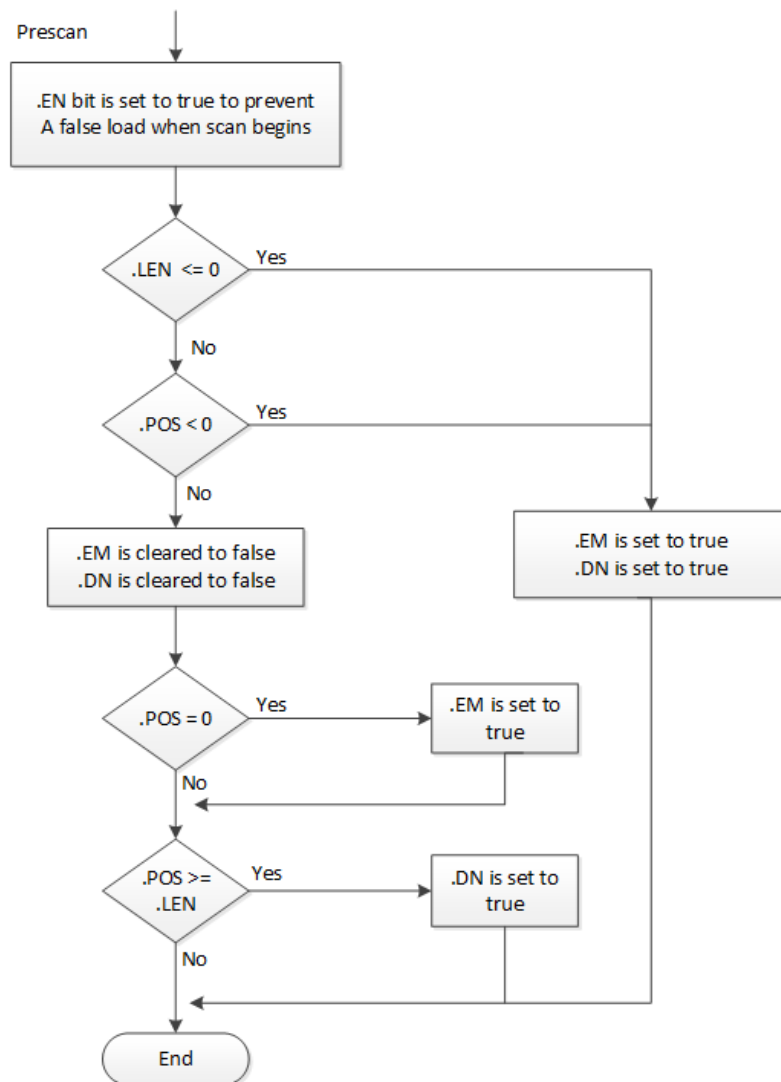 Prescan
.EN bit is set to true to prevent
A false load when scan begins
.LEN <= 0
Yes
No
.POS < 0
Yes
No
.EM is cleared to false
.DN is cleared to false
.EM is set to true
.DN is set to true
.POS = 0
Yes
.EM is set to
true
No
.POS >=
.LEN
Yes
.DN is set to
true
No
End